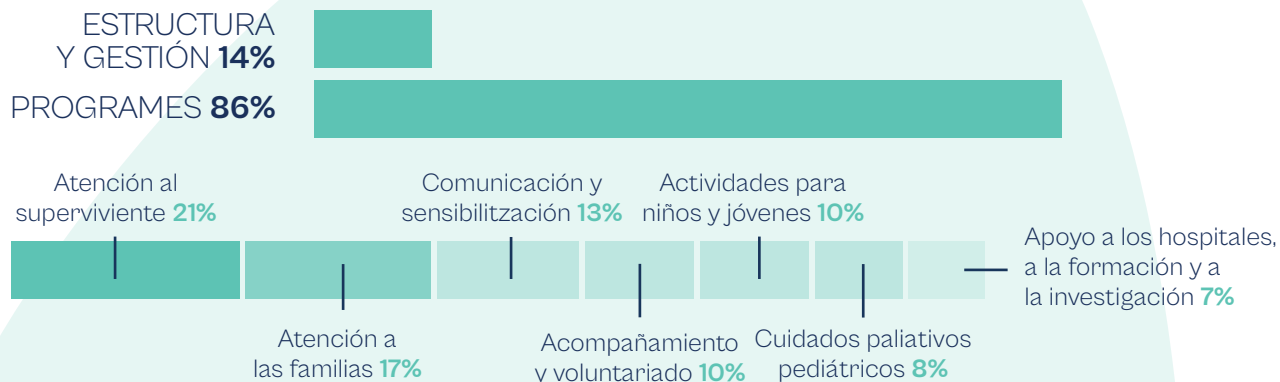 ESTRUCTURA
Y GESTIÓN 14%
PROGRAMES 86%
Atención al
superviviente 21%
Comunicación y
sensibilitzación 13%
Actividades para
niños y jóvenes 10%
Apoyo a los hospitales,
a la formación y a
la investigación 7%
Atención a
las familias 17%
Acompañamiento
y voluntariado 10%
Cuidados paliativos
pediátricos 8%